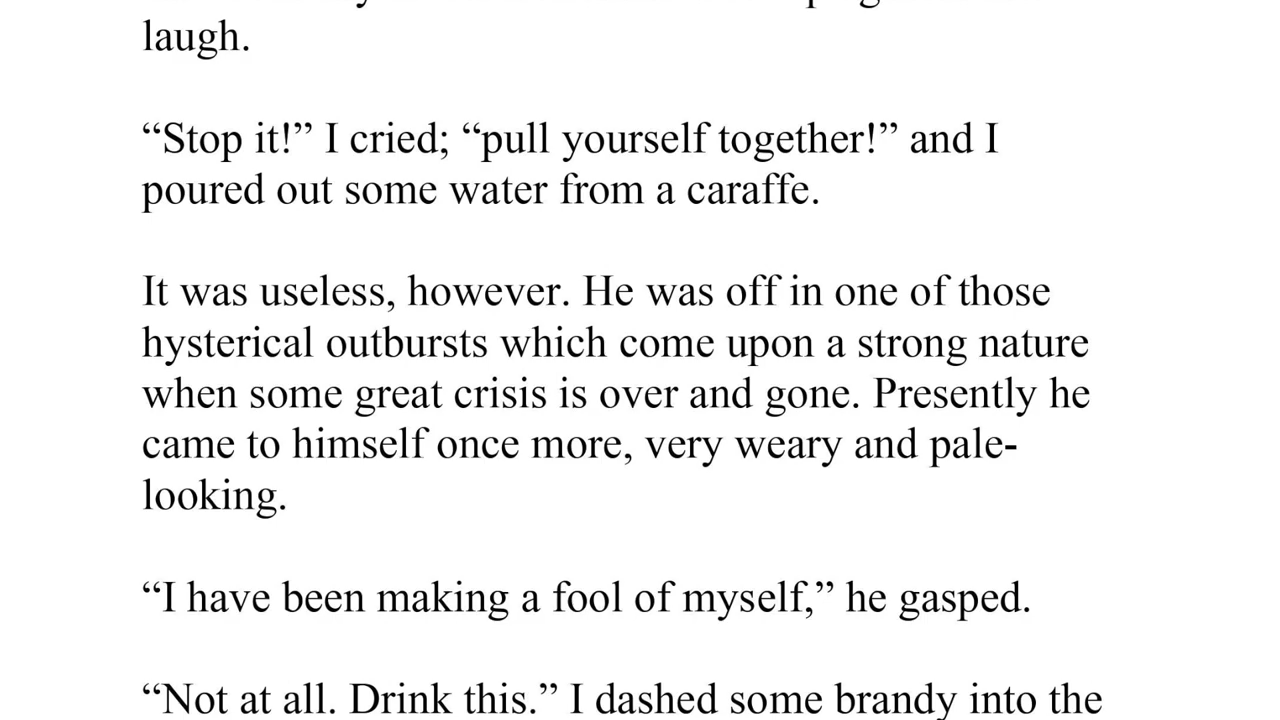 laugh.
“Stop it!” I cried; “pull yourself together!” and I
poured out some water from a caraffe.
It was useless, however. He was off in one of those
hysterical outbursts which come upon a strong nature
when some great crisis is over and gone. Presently he
came to himself once more, very weary and pale-
looking.
“I have been making a fool of myself,” he gasped.
“Not at all. Drink this.” I dashed some brandy into the